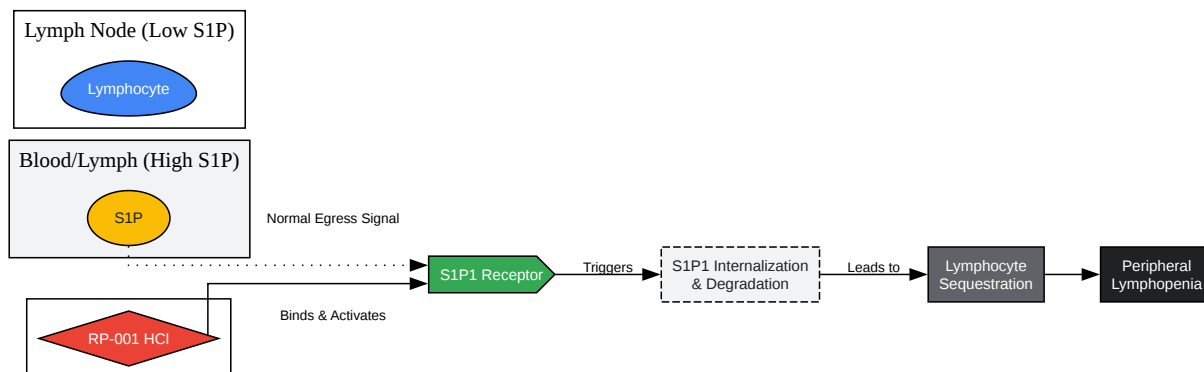 Lymph Node (Low S1P)
Lymphocyte
Blood/Lymph (High S1P)
S1P
Normal Egress Signal
RP-001 HCl
Binds & Activates
S1P1 Receptor
Triggers
S1P1 Internalization
& Degradation
Leads to
Lymphocyte
Sequestration
Peripheral
Lymphopenia